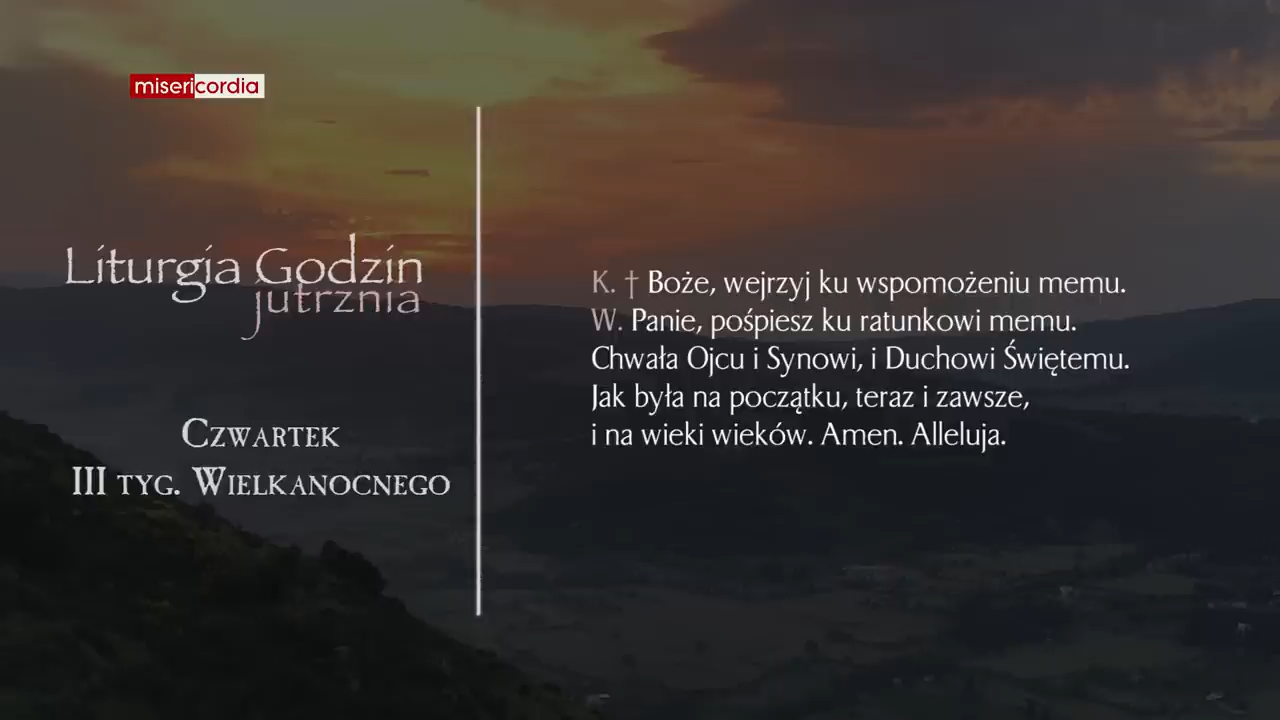 misericordia
Liturgia Godzin
jutrznia
Czwartek
III tyg. Wielkanocnego
K. † Boże, wejrzyj ku wspomożeniu memu.
W. Panie, pośpiesz ku ratunkowi memu.
Chwała Ojcu i Synowi, i Duchowi Świętemu.
Jak była na początku, teraz i zawsze,
i na wieki wieków. Amen. Alleluja.